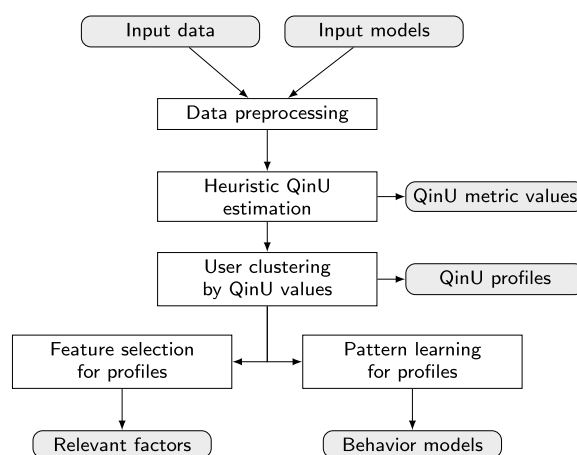 Input data
Input models
Data preprocessing
Heuristic QinU
estimation
QinU metric values
User clustering
by QinU values
QinU profiles
Feature selection
for profiles
Pattern learning
for profiles
Relevant factors
Behavior models